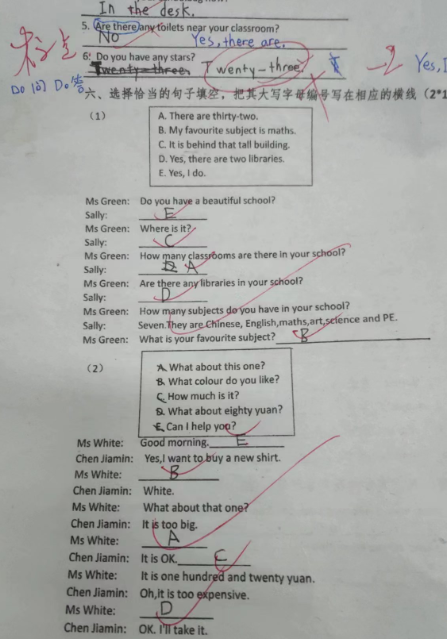 In the desk.
5. Are there any toilets near your classroom?
No Yes, there are.
6. Do you have any stars?
Twenty-three. Twenty-three. -2 Yes, I
Do 问 Do 答
六、选择恰当的句子填空，把其大写字母编号写在相应的横线（2*1
（1）
A. There are thirty-two.
B. My favourite subject is maths.
C. It is behind that tall building.
D. Yes, there are two libraries.
E. Yes, I do.
Ms Green: Do you have a beautiful school?
Sally: E
Ms Green: Where is it?
Sally: C
Ms Green: How many classrooms are there in your school?
Sally: A
Ms Green: Are there any libraries in your school?
Sally: D
Ms Green: How many subjects do you have in your school?
Sally: Seven.They are Chinese, English,maths,art,science and PE.
Ms Green: What is your favourite subject? B
（2）
A. What about this one?
B. What colour do you like?
C. How much is it?
D. What about eighty yuan?
E. Can I help you?
Ms White: Good morning. E
Chen Jiamin: Yes,I want to buy a new shirt.
Ms White: B
Chen Jiamin: White.
Ms White: What about that one?
Chen Jiamin: It is too big.
Ms White: A
Chen Jiamin: It is OK. C
Ms White: It is one hundred and twenty yuan.
Chen Jiamin: Oh,it is too expensive.
Ms White: D
Chen Jiamin: OK. I'll take it.